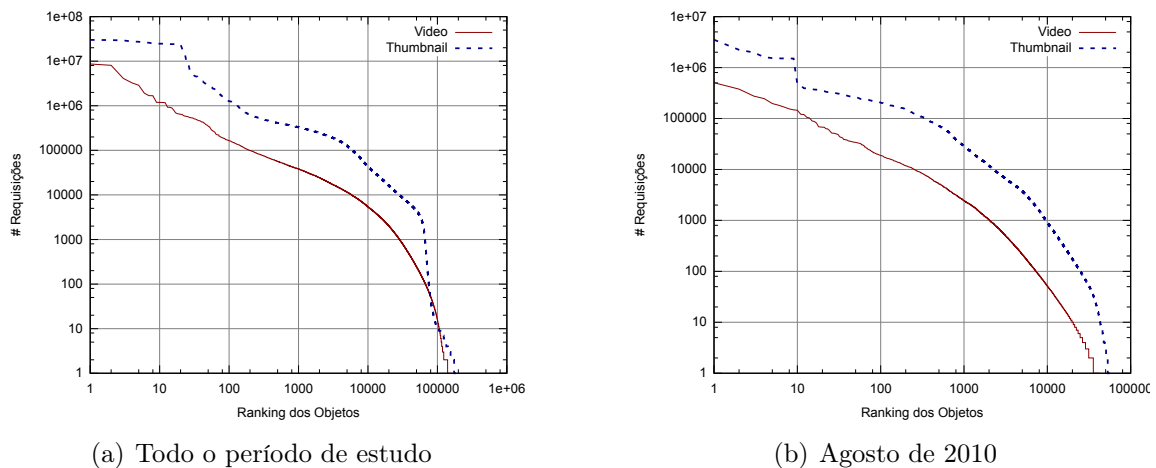 1e+08
1e+07
1e+06
100000
10000
1000
100
10
1
1
10
100
1000
10000
100000
1e+06
# Requisições
Ranking dos Objetos
Video
Thumbnail
(a) Todo o período de estudo
1e+07
1e+06
100000
10000
1000
100
10
1
1
10
100
1000
10000
100000
# Requisições
Ranking dos Objetos
Video
Thumbnail
(b) Agosto de 2010